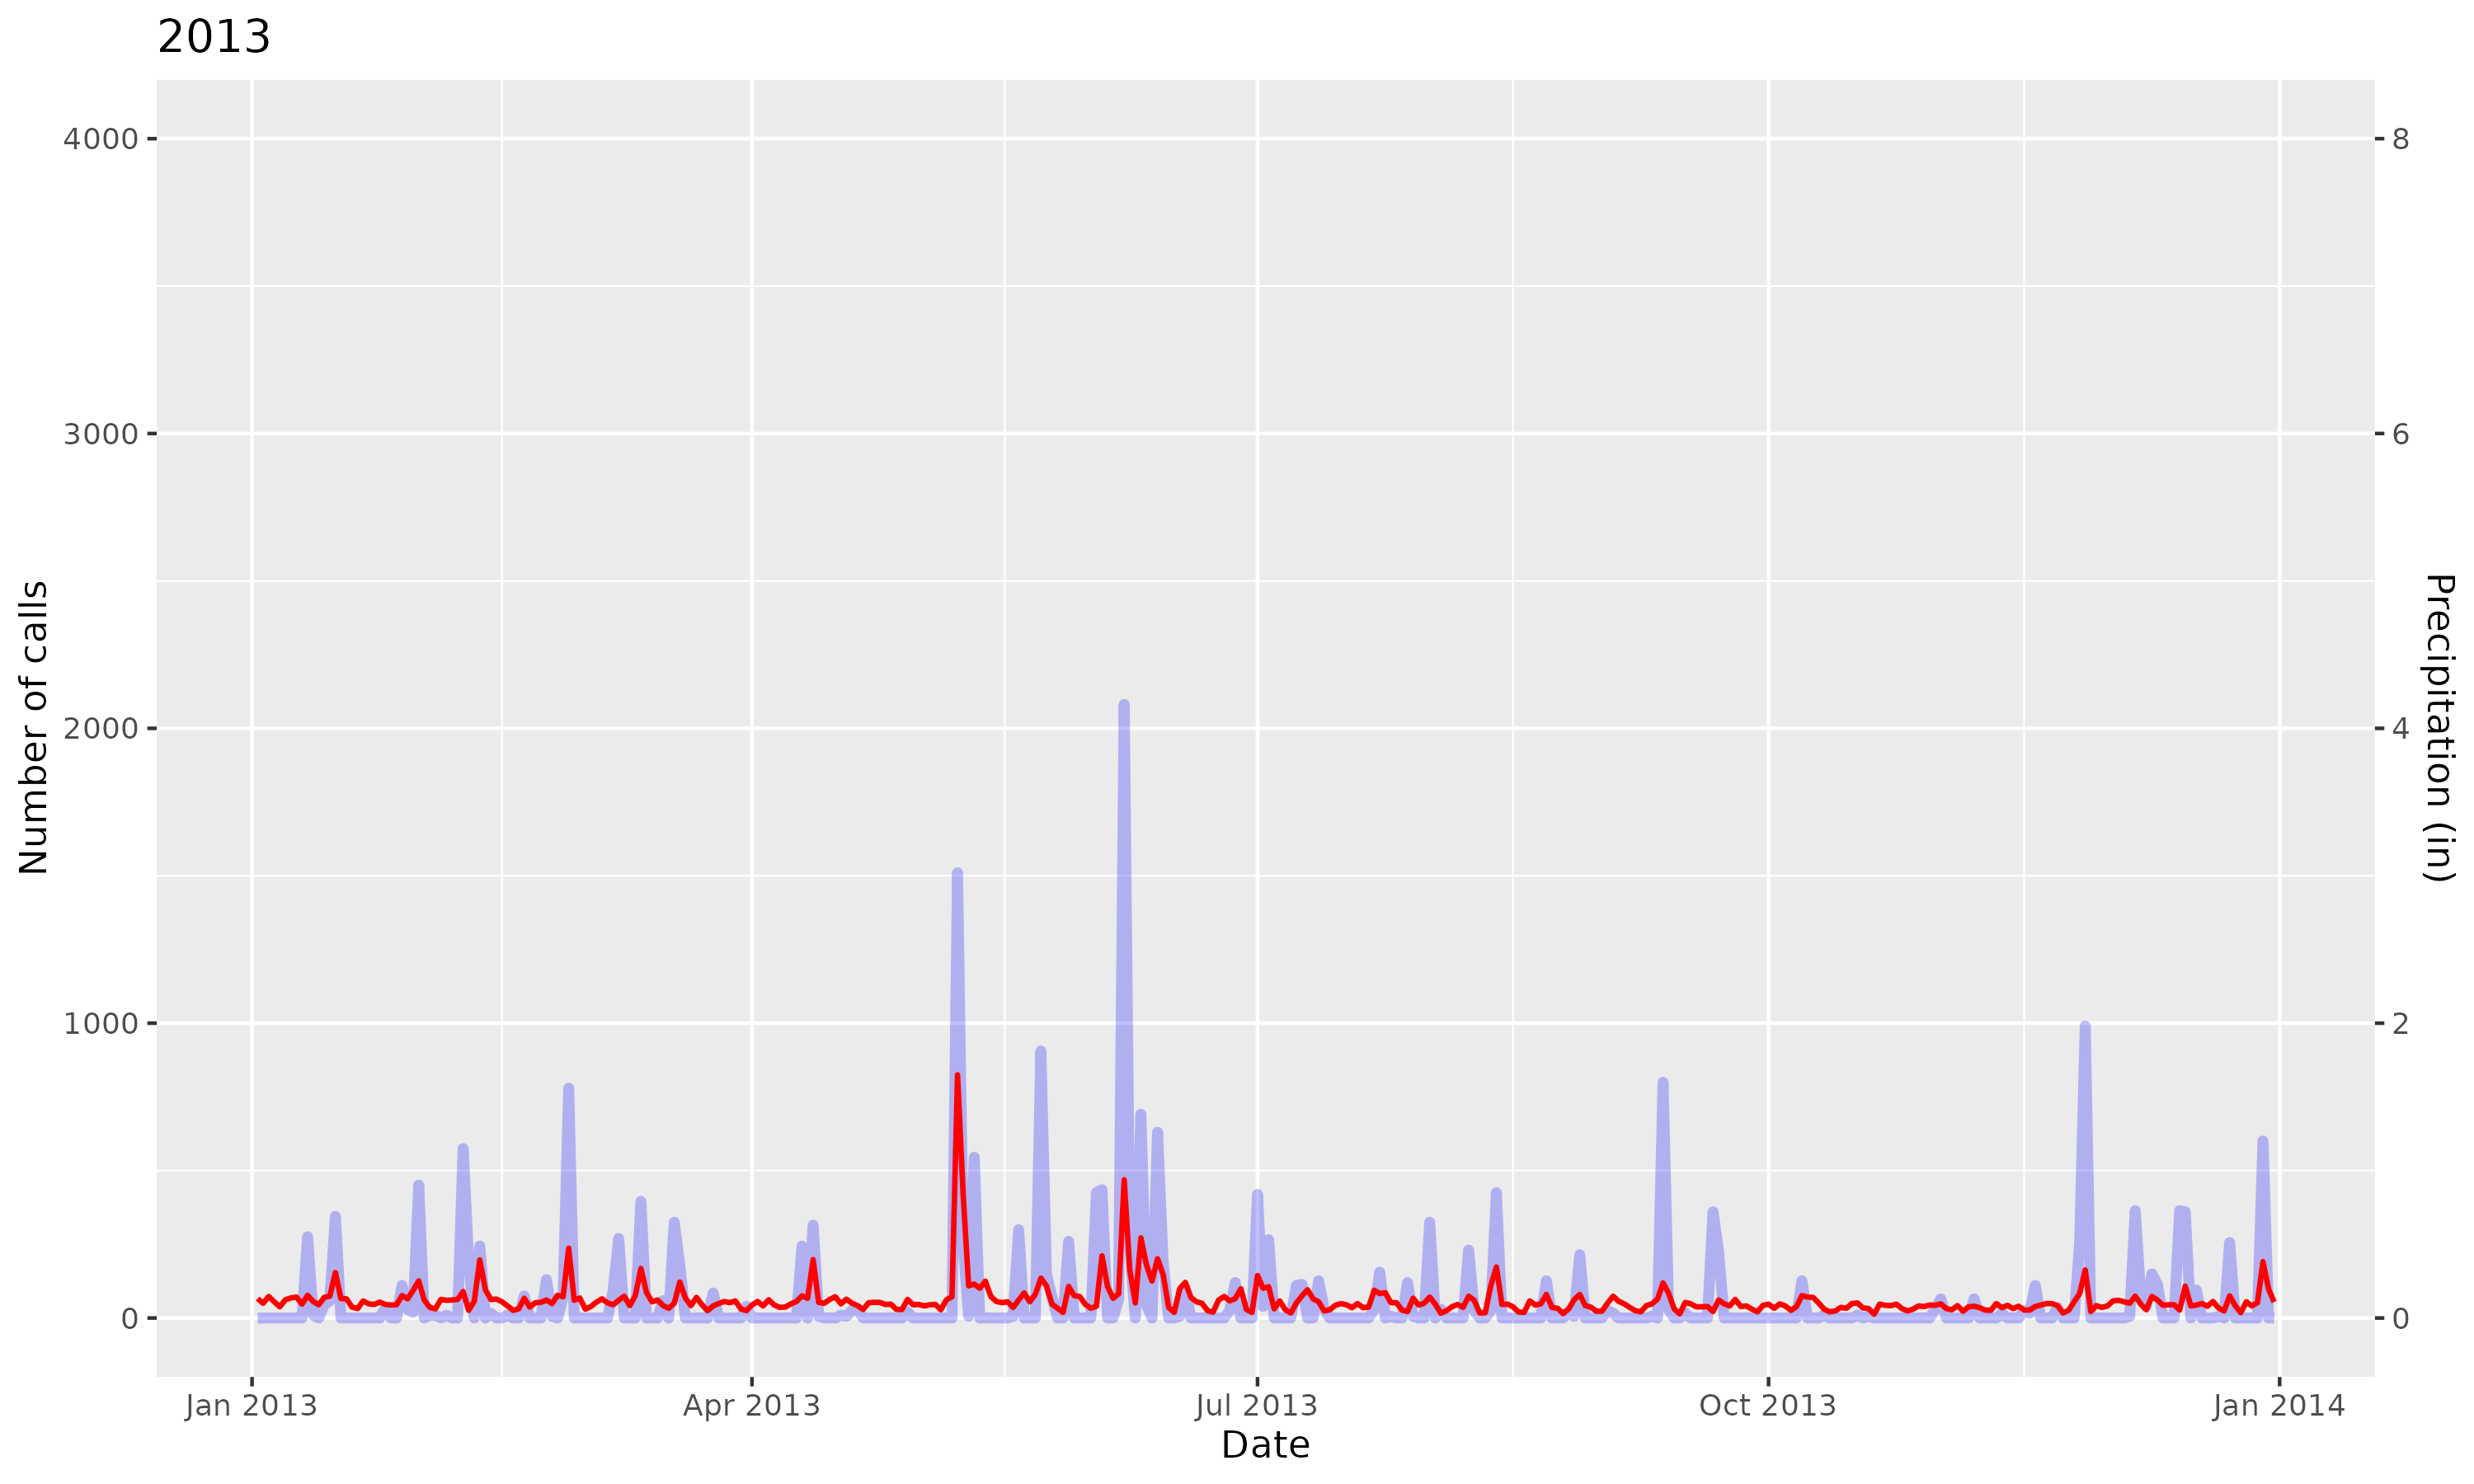 2013
4000
3000
2000
1000
0
8
6
4
2
0
Number of calls
Precipitation (in)
Jan 2013
Apr 2013
Jul 2013
Oct 2013
Jan 2014
Date